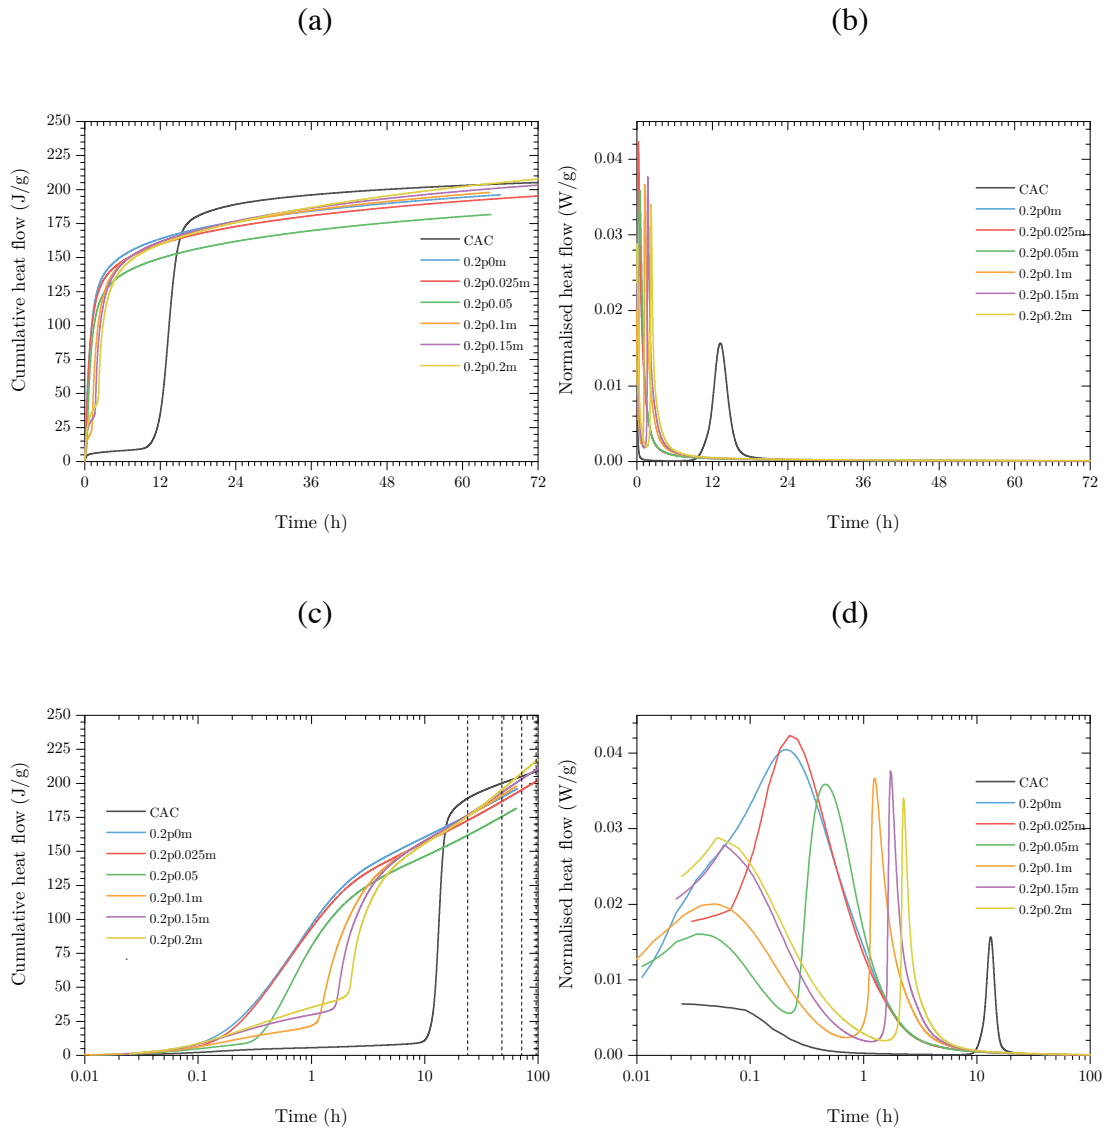 (a)
(b)
250
225
200
175
150
125
100
75
50
25
0
Cumulative heat flow (J/g)
CAC
0.2p0m
0.2p0.025m
0.2p0.05
0.2p0.1m
0.2p0.15m
0.2p0.2m
0 12 24 36 48 60 72
Time (h)
0.04
0.03
0.02
0.01
0.00
Normalised heat flow (W/g)
CAC
0.2p0m
0.2p0.025m
0.2p0.05m
0.2p0.1m
0.2p0.15m
0.2p0.2m
0 12 24 36 48 60 72
Time (h)
(c)
(d)
250
225
200
175
150
125
100
75
50
25
0
Cumulative heat flow (J/g)
CAC
0.2p0m
0.2p0.025m
0.2p0.05
0.2p0.1m
0.2p0.15m
0.2p0.2m
0.01 0.1 1 10 100
Time (h)
0.04
0.03
0.02
0.01
0.00
Normalised heat flow (W/g)
CAC
0.2p0m
0.2p0.025m
0.2p0.05m
0.2p0.1m
0.2p0.15m
0.2p0.2m
0.01 0.1 1 10 100
Time (h)